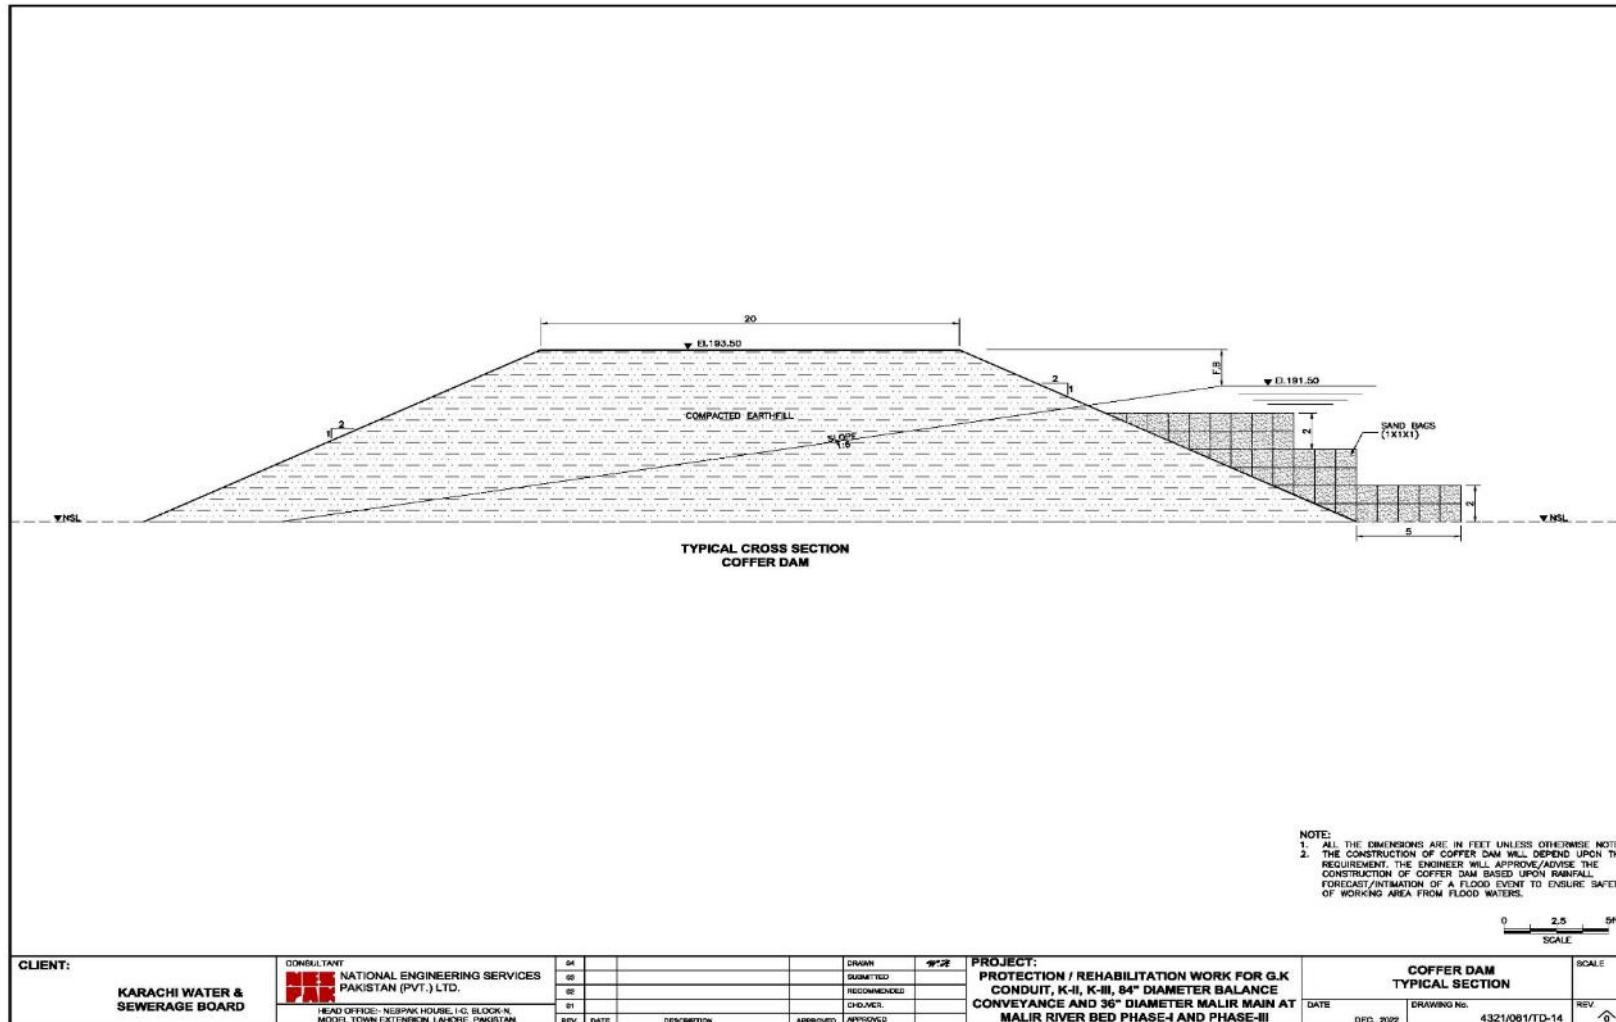 20
EL.193.50
2
1
F.B
EL.191.50
COMPACTED EARTHFILL
2
1
SLOPE
1:6
2
SAND BAGS
(1X1X1)
2
NSL
NSL
5
TYPICAL CROSS SECTION
COFFER DAM
NOTE:
1. ALL THE DIMENSIONS ARE IN FEET UNLESS OTHERWISE NOTE
2. THE CONSTRUCTION OF COFFER DAM WILL DEPEND UPON TH
REQUIREMENT. THE ENGINEER WILL APPROVE/ADVISE THE
CONSTRUCTION OF COFFER DAM BASED UPON RAINFALL
FORECAST/INTIMATION OF A FLOOD EVENT TO ENSURE SAFE
OF WORKING AREA FROM FLOOD WATERS.
0 2.5 5f
SCALE
CLIENT:
KARACHI WATER &
SEWERAGE BOARD
CONSULTANT
NES
PAK
NATIONAL ENGINEERING SERVICES
PAKISTAN (PVT.) LTD.
HEAD OFFICE:- NESPAK HOUSE, 1-C, BLOCK-N,
MODEL TOWN EXTENSION, LAHORE, PAKISTAN.
04
03
02
01
REV. DATE DESCRIPTION APPROVED
DRAWN
SUBMITTED
RECOMMENDED
CHD./VER.
APPROVED
PROJECT:
PROTECTION / REHABILITATION WORK FOR G.K
CONDUIT, K-II, K-III, 84" DIAMETER BALANCE
CONVEYANCE AND 36" DIAMETER MALIR MAIN AT
MALIR RIVER BED PHASE-I AND PHASE-III
COFFER DAM
TYPICAL SECTION
DATE
DEC, 2022
DRAWING No.
4321/061/TD-14
SCALE
REV.
0